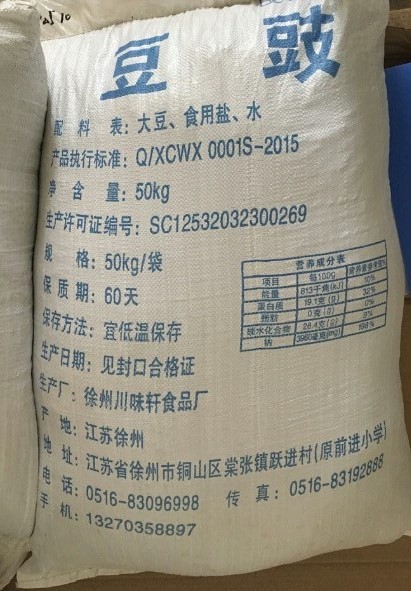 豆豉
配料表：大豆、食用盐、水
产品执行标准：Q/XCWX 0001S-2015
净含量：50kg
生产许可证编号：SC12532032300269
规格：50kg/袋
保质期：60天
保存方法：宜低温保存
生产日期：见封口合格证
生产厂：徐州川味轩食品厂
产地：江苏徐州
地址：江苏省徐州市铜山区棠张镇跃进村(原前进小学)
电话：0516-83096998 传真：0516-83192888
手机：13270358897
营养成分表
项目 每100g 营养素参考值%
能量 813千焦(kJ) 10%
蛋白质 19.1克(g) 32%
脂肪 0克(g) 0%
碳水化合物 28.4克(g) 9%
钠 3960毫克(mg) 198%